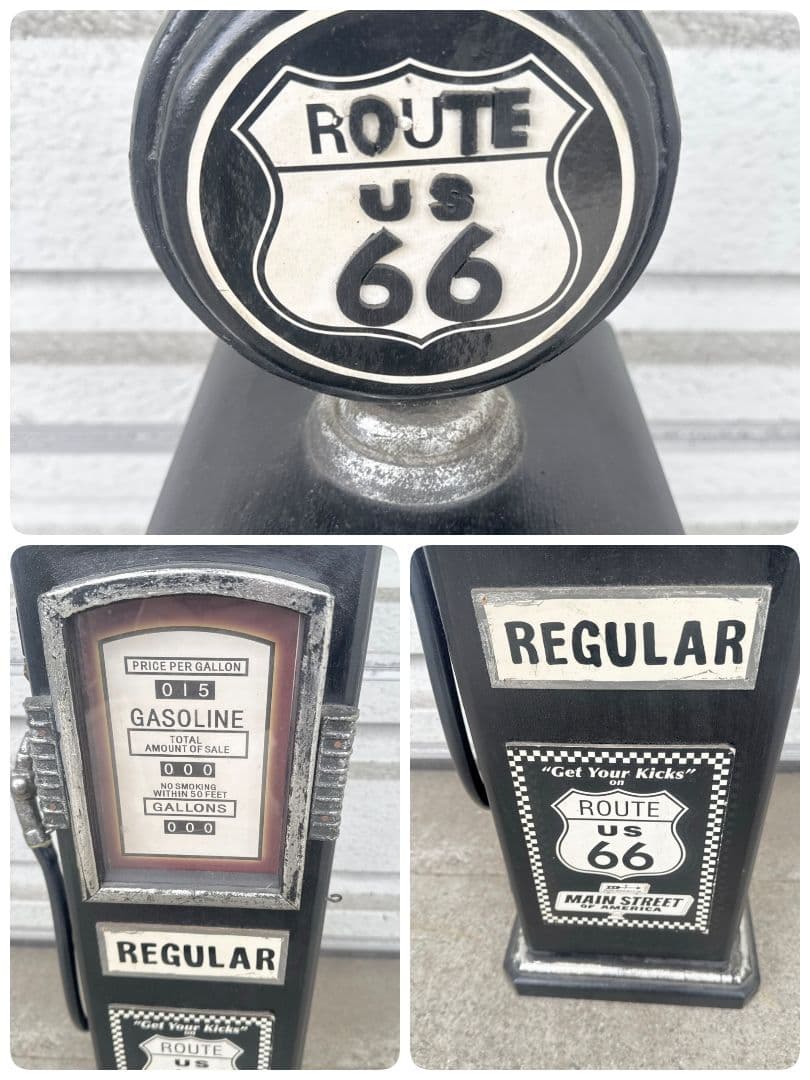 ROUTE
US
66
PRICE PER GALLON
015
GASOLINE
TOTAL
AMOUNT OF SALE
000
NO SMOKING
WITHIN 50 FEET
GALLONS
000
REGULAR
"Get Your Kicks"
on
ROUTE
US
REGULAR
"Get Your Kicks"
on
ROUTE
US
66
MAIN STREET
OF AMERICA